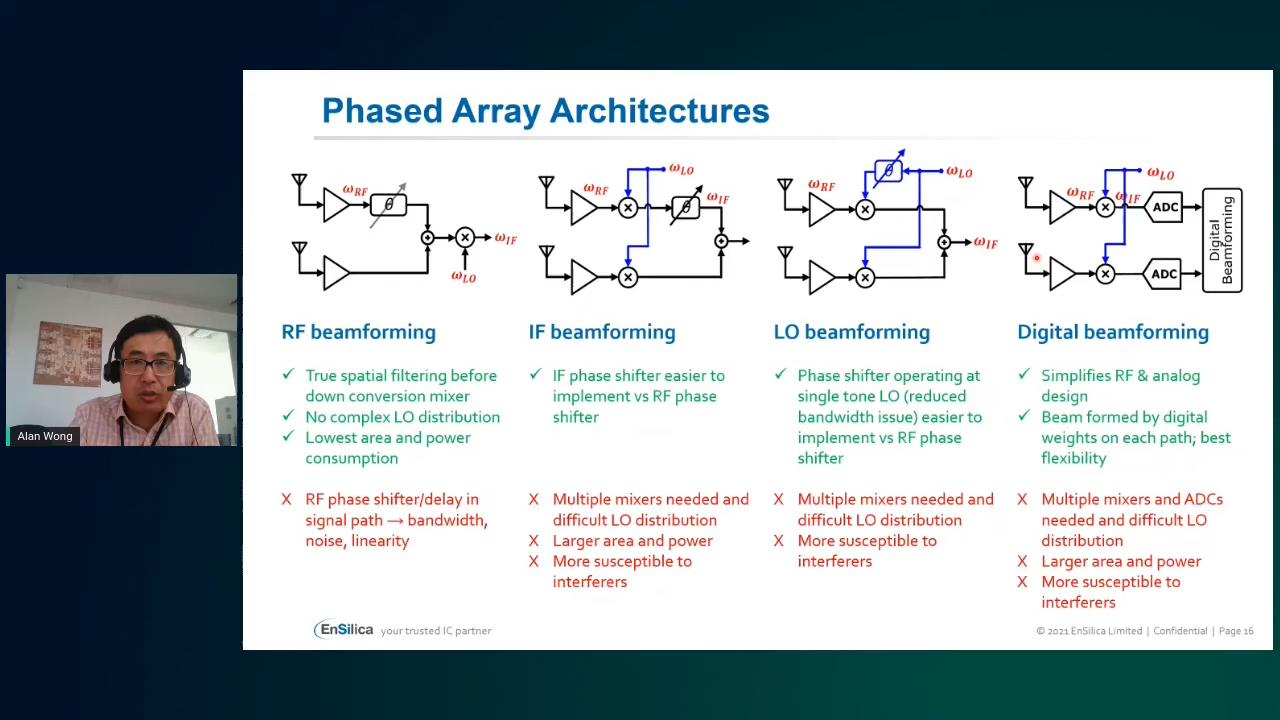 Phased Array Architectures
ωRF
θ
ωIF
ωLO
ωLO
ωRF
θ
ωIF
θ
ωLO
ωRF
ωIF
ωLO
ωRF
ωIF
ADC
ADC
Digital
Beamforming
RF beamforming
✓ True spatial filtering before
down conversion mixer
✓ No complex LO distribution
✓ Lowest area and power
consumption
X RF phase shifter/delay in
signal path → bandwidth,
noise, linearity
IF beamforming
✓ IF phase shifter easier to
implement vs RF phase
shifter
X Multiple mixers needed and
difficult LO distribution
X Larger area and power
X More susceptible to
interferers
LO beamforming
✓ Phase shifter operating at
single tone LO (reduced
bandwidth issue) easier to
implement vs RF phase
shifter
X Multiple mixers needed and
difficult LO distribution
X More susceptible to
interferers
Digital beamforming
✓ Simplifies RF & analog
design
✓ Beam formed by digital
weights on each path; best
flexibility
X Multiple mixers and ADCs
needed and difficult LO
distribution
X Larger area and power
X More susceptible to
interferers
EnSilica your trusted IC partner
© 2021 EnSilica Limited | Confidential | Page 16
Alan Wong